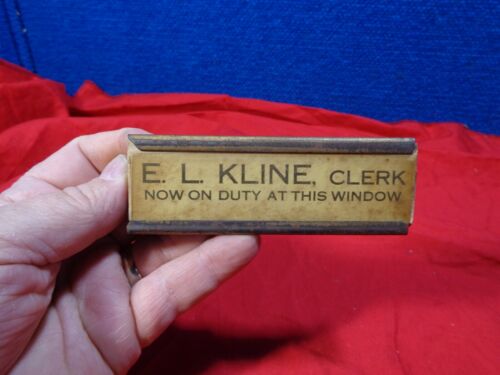 E. L. KLINE, CLERK
NOW ON DUTY AT THIS WINDOW